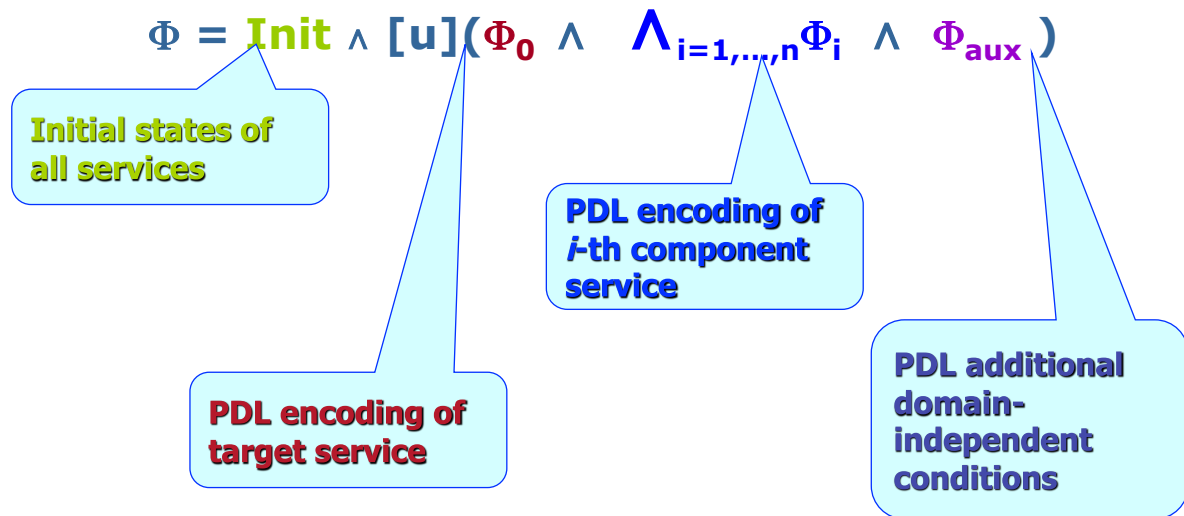 Φ = Init ∧ [u](Φ0 ∧ ∧i=1,...,nΦi ∧ Φaux )
Initial states of
all services
PDL encoding of
i-th component
service
PDL encoding of
target service
PDL additional
domain-
independent
conditions